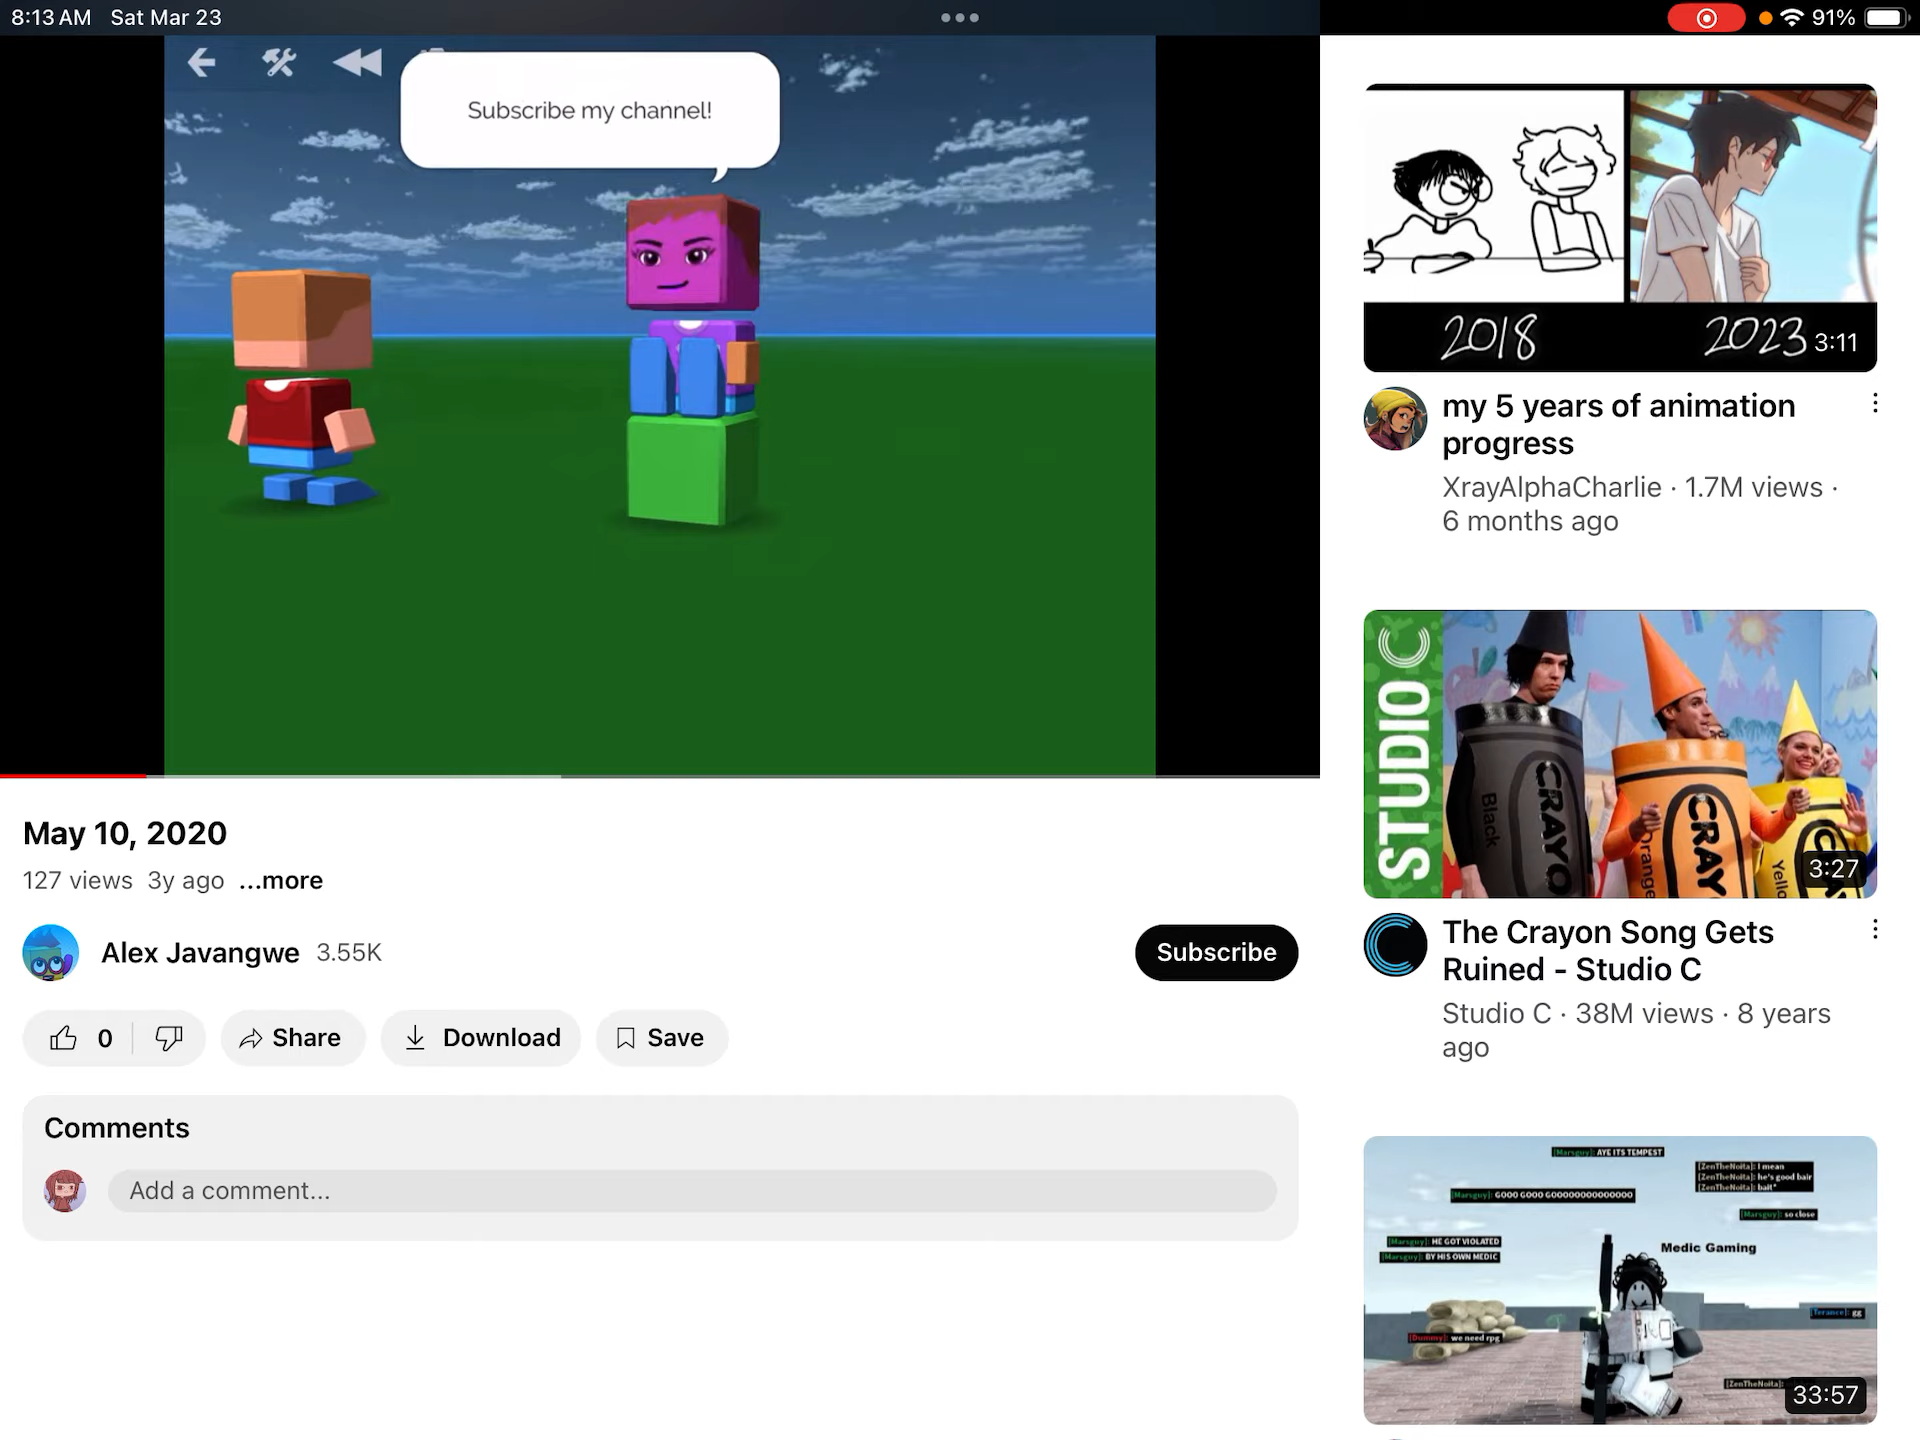 8:13 AM Sat Mar 23
91%
Subscribe my channel!
May 10, 2020
127 views 3y ago ...more
Alex Javangwe 3.55K
Subscribe
0
Share
Download
Save
Comments
Add a comment...
2018
2023
3:11
my 5 years of animation
progress
XrayAlphaCharlie · 1.7M views ·
6 months ago
STUDIO C
Black
CRAYO
Orange
CRAY
Yello
CRA
3:27
The Crayon Song Gets
Ruined - Studio C
Studio C · 38M views · 8 years
ago
[Marsguy]: AYE ITS TEMPEST
[ZenTheNoita]: I mean
[ZenTheNoita]: he's good bair
[ZenTheNoita]: bait*
[Marsguy]: GOOO GOOO GOOOOOOOOOOOOOO
[Marsguy]: so close
[Marsguy]: HE GOT VIOLATED
[Marsguy]: BY HIS OWN MEDIC
Medic Gaming
[Terance]: gg
[Dummy]: we need rpg
[ZenTheNoita]:
33:57